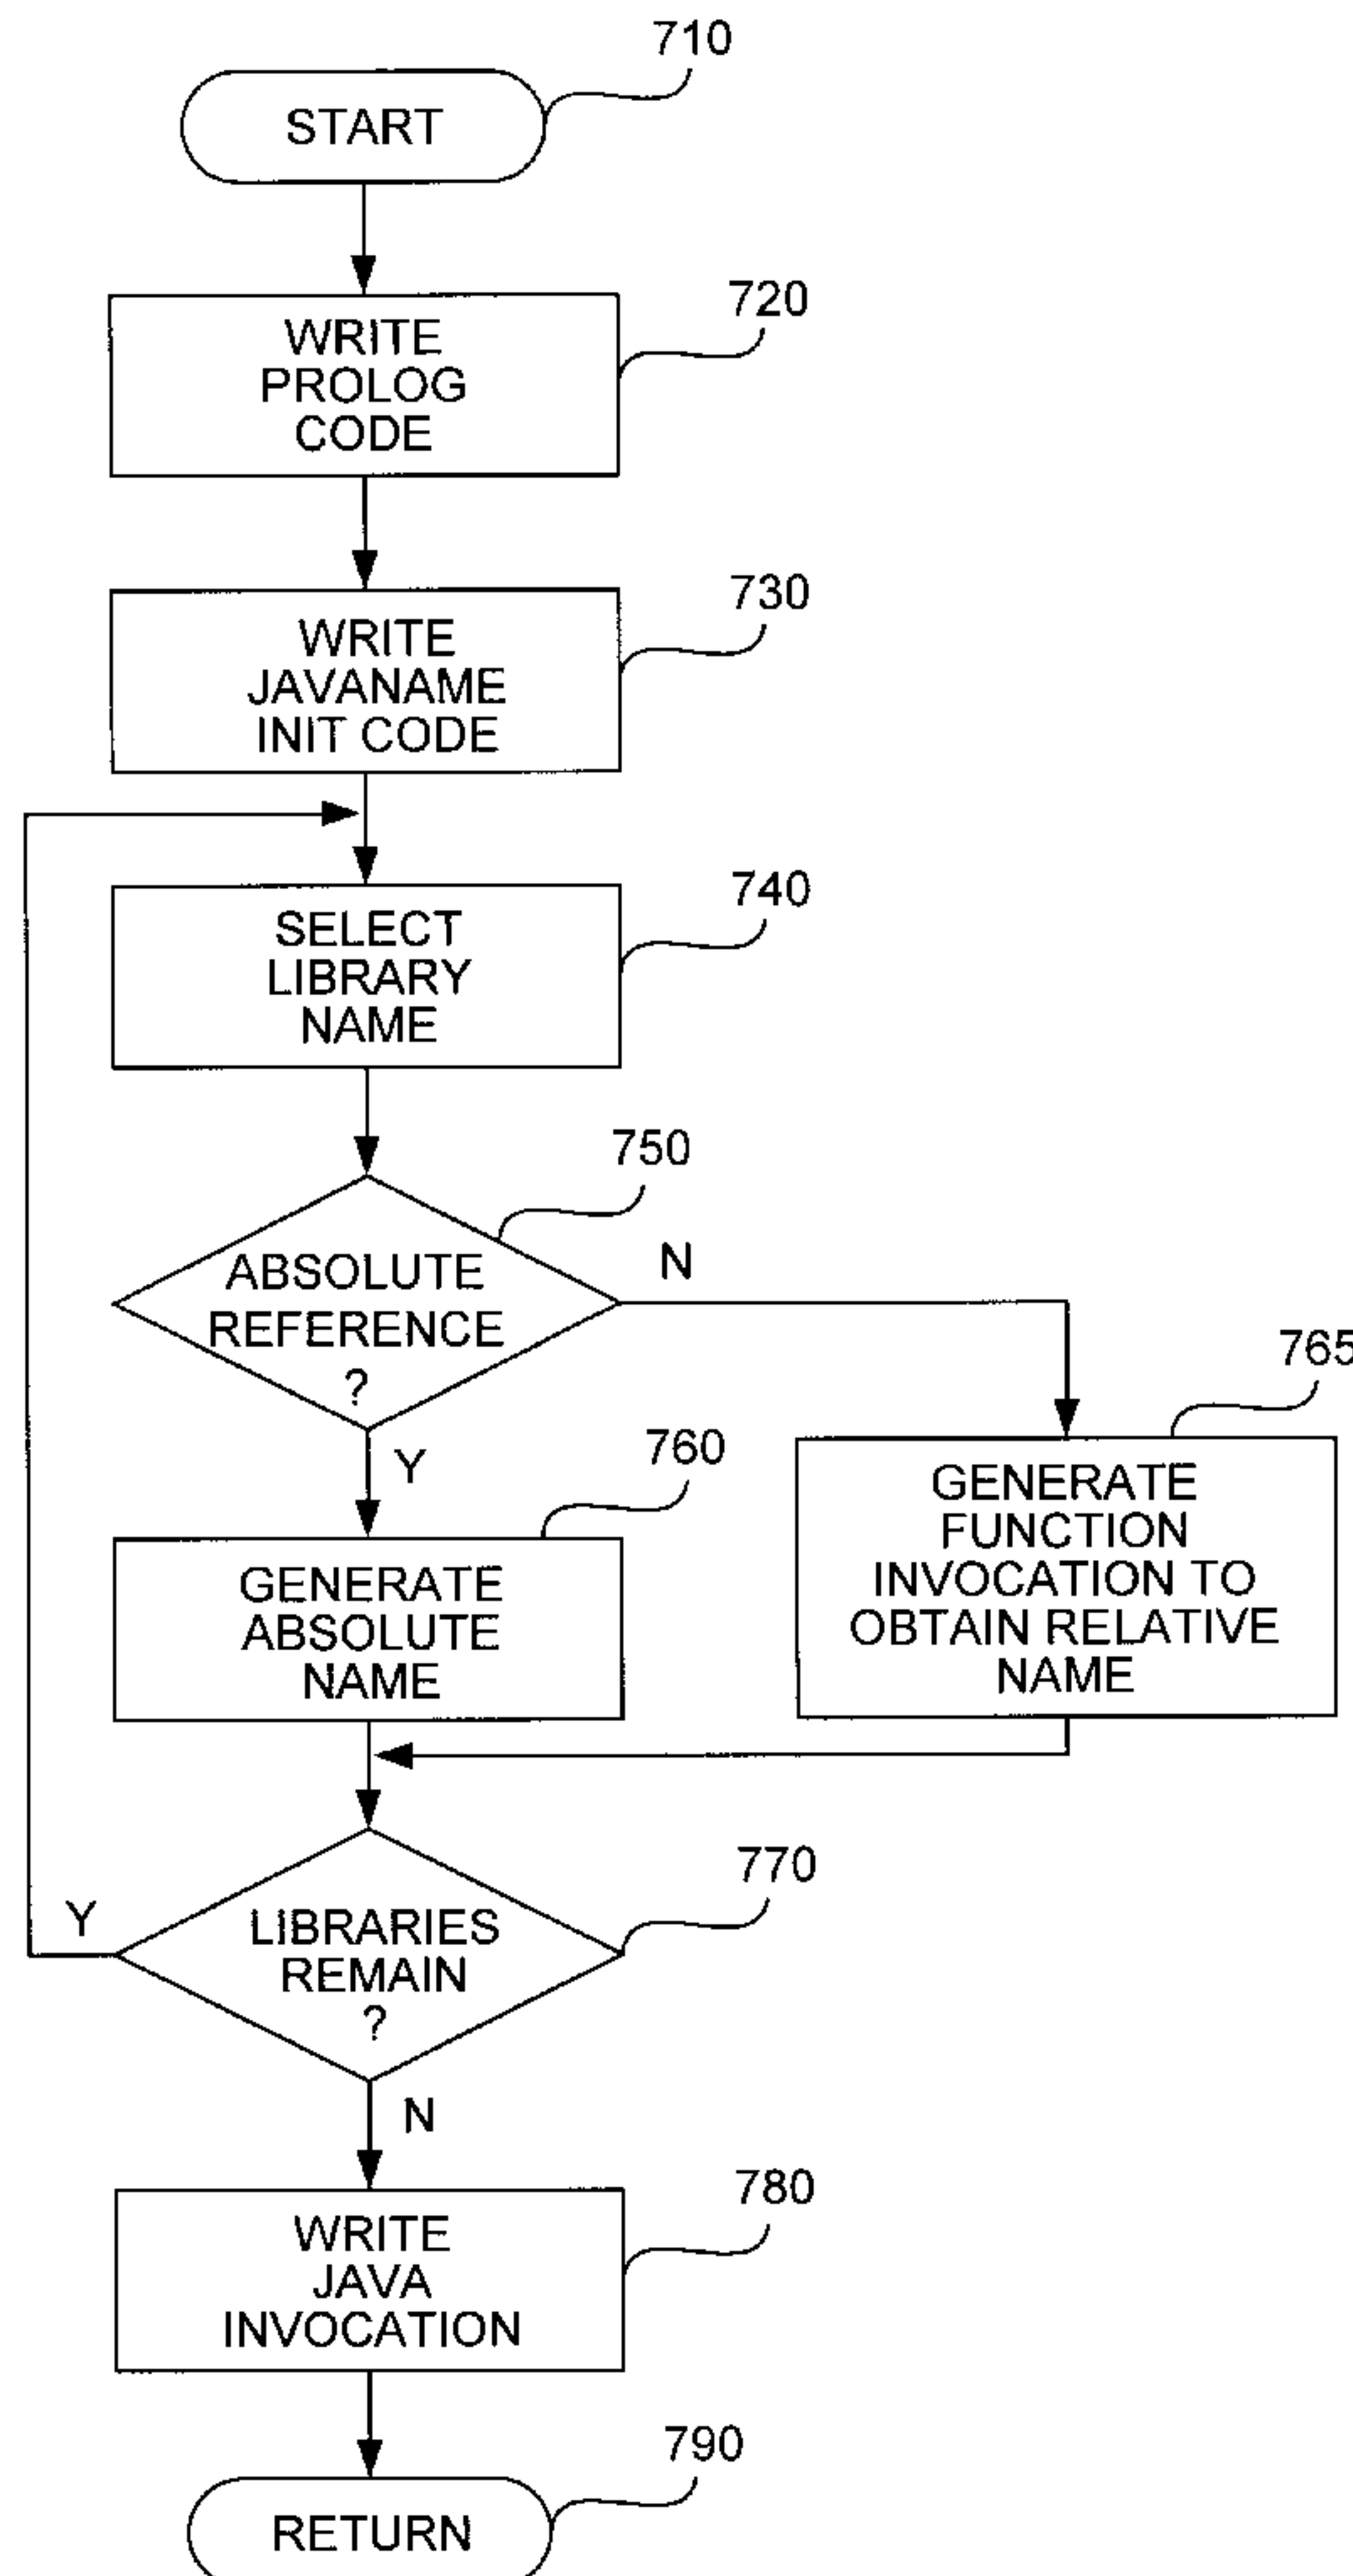 710
START
720
WRITE
PROLOG
CODE
730
WRITE
JAVANAME
INIT CODE
740
SELECT
LIBRARY
NAME
750
ABSOLUTE
REFERENCE
?
N
Y
765
GENERATE
FUNCTION
INVOCATION TO
OBTAIN RELATIVE
NAME
760
GENERATE
ABSOLUTE
NAME
770
LIBRARIES
REMAIN
?
Y
N
780
WRITE
JAVA
INVOCATION
790
RETURN